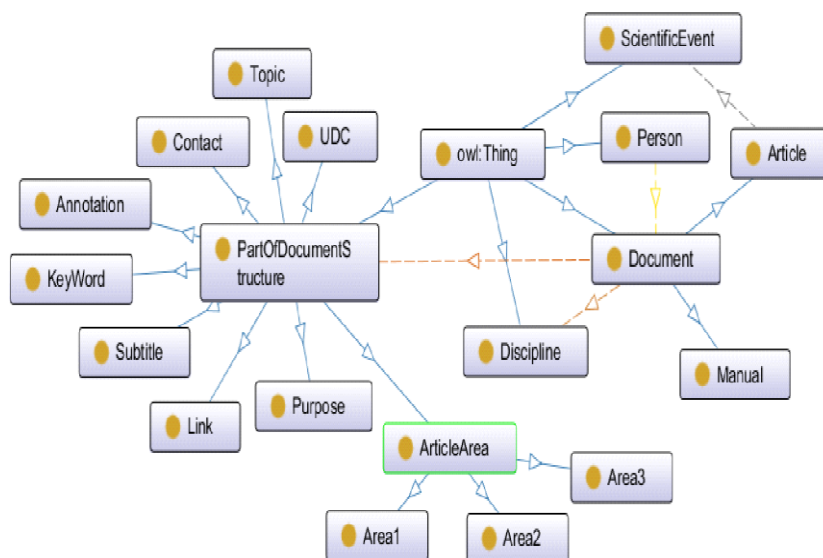 ScientificEvent
Topic
UDC
Contact
owl:Thing
Person
Article
Annotation
PartOfDocumentS
tructure
Document
KeyWord
Subtitle
Discipline
Manual
Link
Purpose
ArticleArea
Area3
Area1
Area2